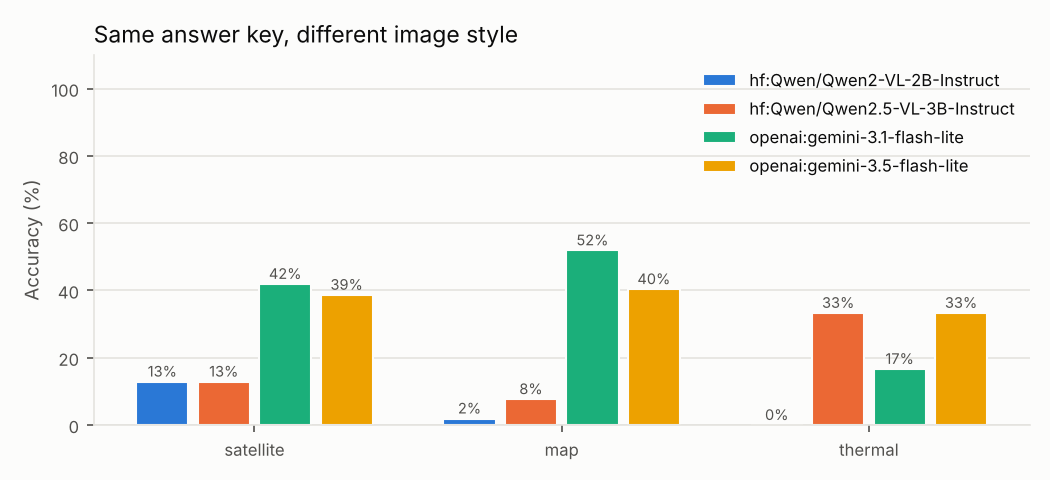 Same answer key, different image style
hf:Qwen/Qwen2-VL-2B-Instruct
hf:Qwen/Qwen2.5-VL-3B-Instruct
openai:gemini-3.1-flash-lite
openai:gemini-3.5-flash-lite
Accuracy (%)
100
80
60
40
20
0
13%
13%
42%
39%
2%
8%
52%
40%
0%
33%
17%
33%
satellite
map
thermal